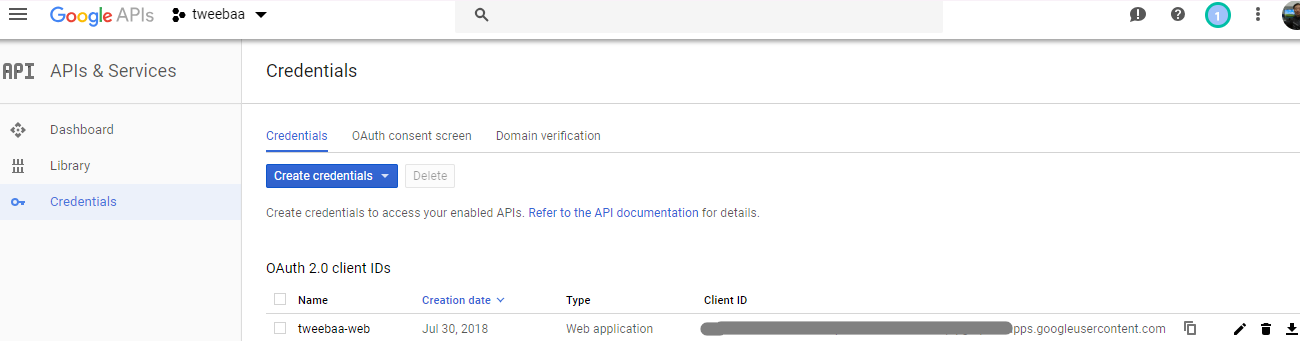 Google APIs tweebaa 1
API APIs & Services Credentials
Dashboard
Library
Credentials
Credentials OAuth consent screen Domain verification
Create credentials Delete
Create credentials to access your enabled APIs. Refer to the API documentation for details.
OAuth 2.0 client IDs
Name Creation date Type Client ID
tweebaa-web Jul 30, 2018 Web application apps.googleusercontent.com